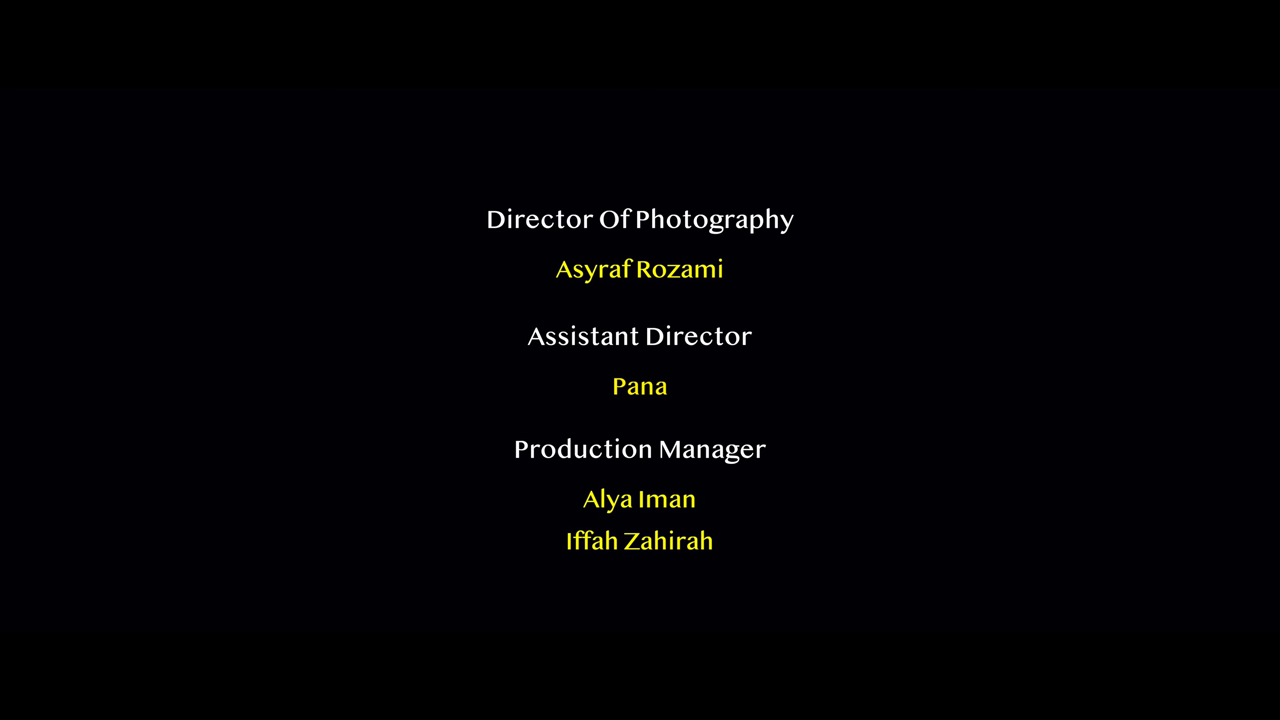 Director Of Photography
Asyraf Rozami
Assistant Director
Pana
Production Manager
Alya Iman
Iffah Zahirah